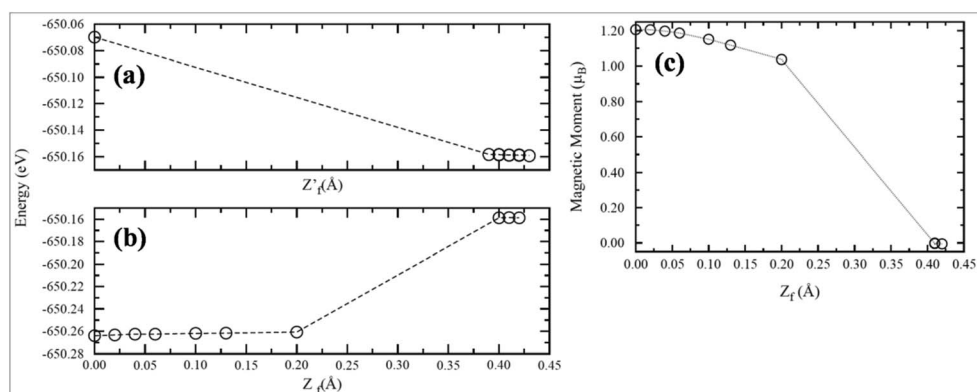 -650.06
-650.08
-650.10
-650.12
-650.14
-650.16
(a)
Z'f(Å)
Energy (eV)
-650.16
-650.18
-650.20
-650.22
-650.24
-650.26
-650.28
(b)
0.00 0.05 0.10 0.15 0.20 0.25 0.30 0.35 0.40 0.45
Z f(Å)
1.20
1.00
0.80
0.60
0.40
0.20
0.00
(c)
Magnetic Moment (μB)
0.00 0.05 0.10 0.15 0.20 0.25 0.30 0.35 0.40 0.45
Zf (Å)